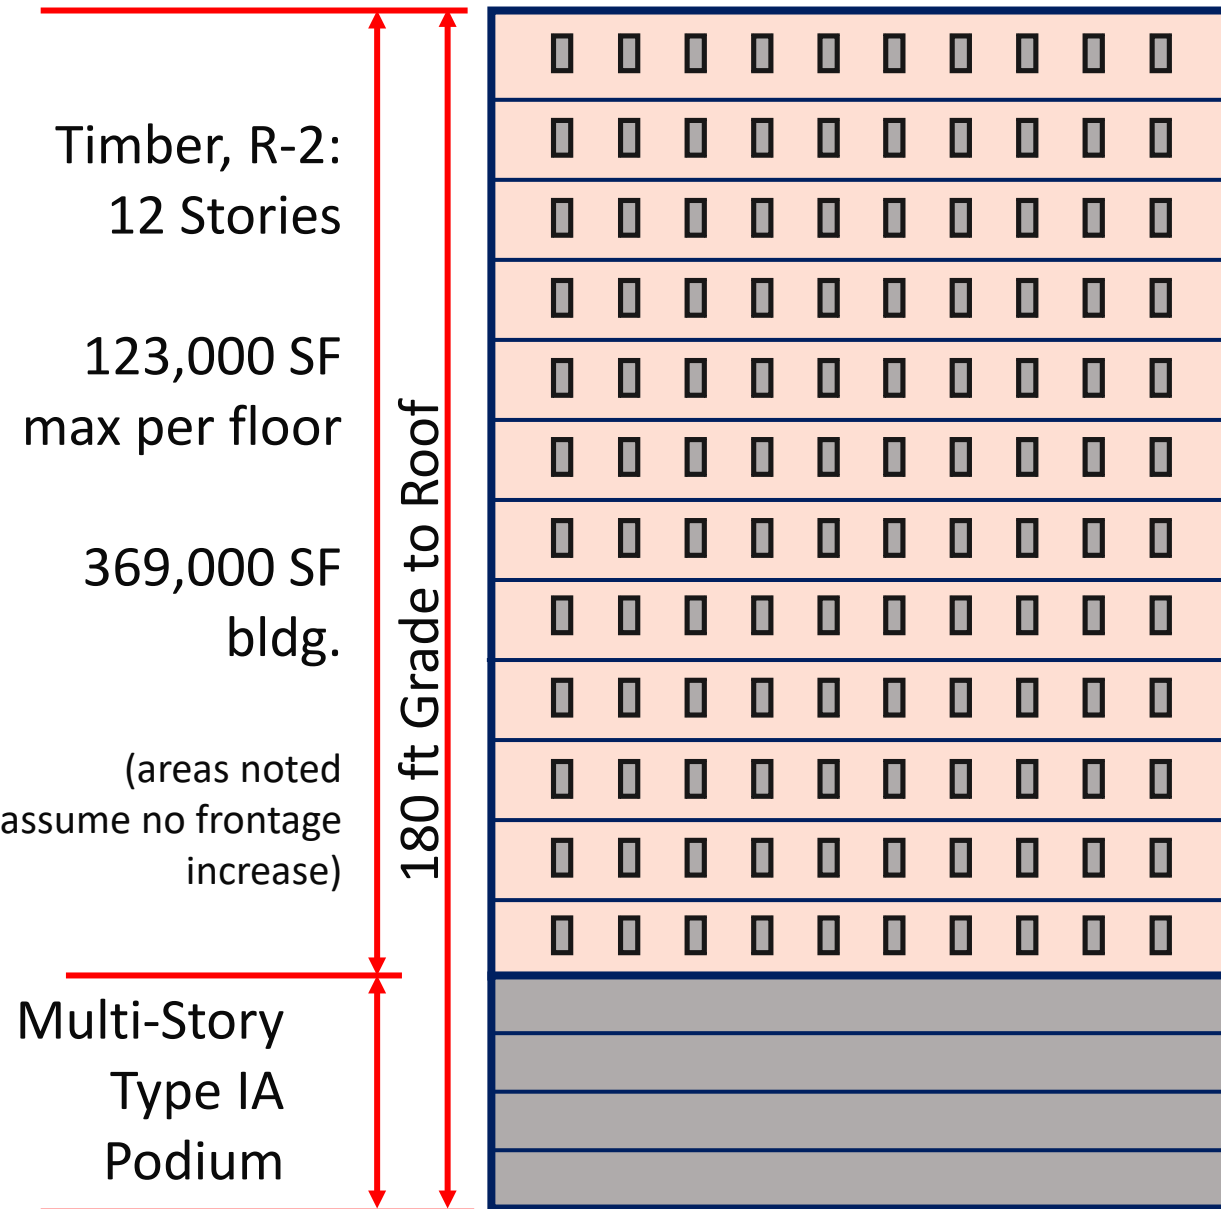 Timber, R-2:
12 Stories
123,000 SF
max per floor
369,000 SF
bldg.
(areas noted
assume no frontage
increase)
180 ft Grade to Roof
Multi-Story
Type IA
Podium